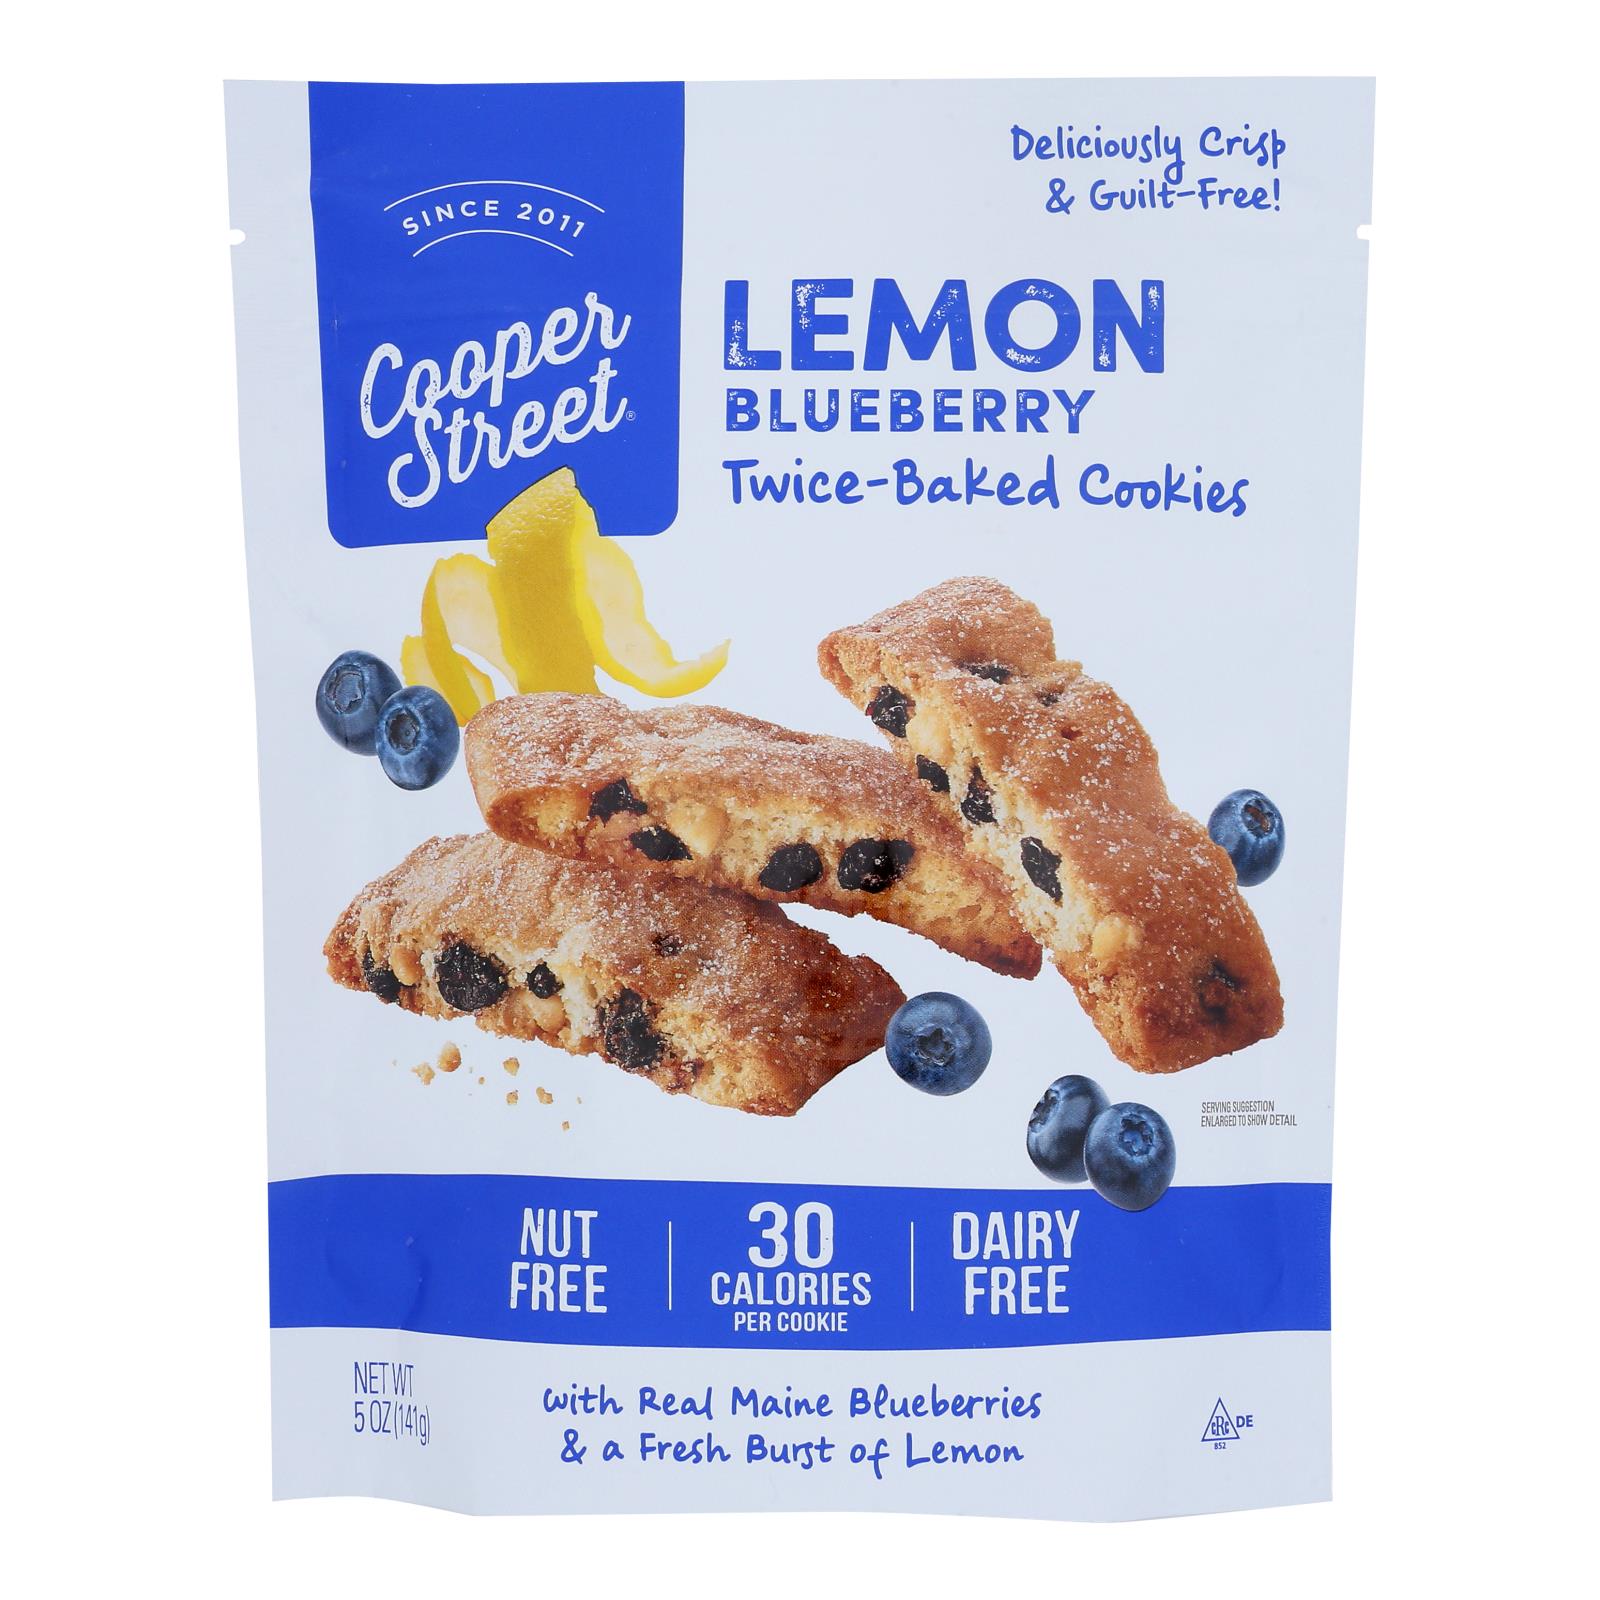 SINCE 2011
Cooper
Street®
Deliciously Crisp
& Guilt-Free!
LEMON
BLUEBERRY
Twice-Baked Cookies
SERVING SUGGESTION
ENLARGED TO SHOW DETAIL
NUT
FREE
30
CALORIES
PER COOKIE
DAIRY
FREE
NET WT
5 OZ (141g)
with Real Maine Blueberries
& a Fresh Burst of Lemon
cRc DE
852